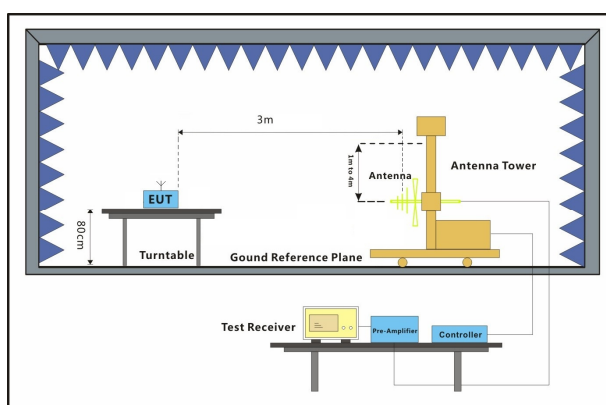 3m
1m to 4m
Antenna
Antenna Tower
EUT
80cm
Turntable
Gound Reference Plane
Test Receiver
Pre-Amplifier
Controller